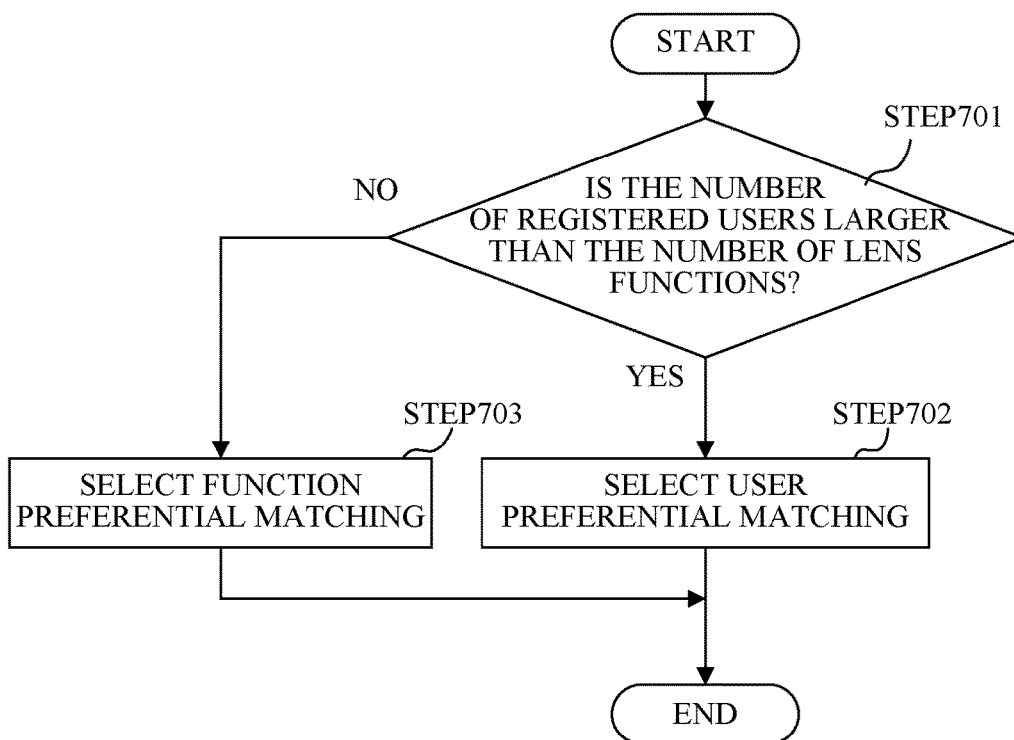 START
STEP701
NO
IS THE NUMBER
OF REGISTERED USERS LARGER
THAN THE NUMBER OF LENS
FUNCTIONS?
YES
STEP703
STEP702
SELECT FUNCTION
PREFERENTIAL MATCHING
SELECT USER
PREFERENTIAL MATCHING
END